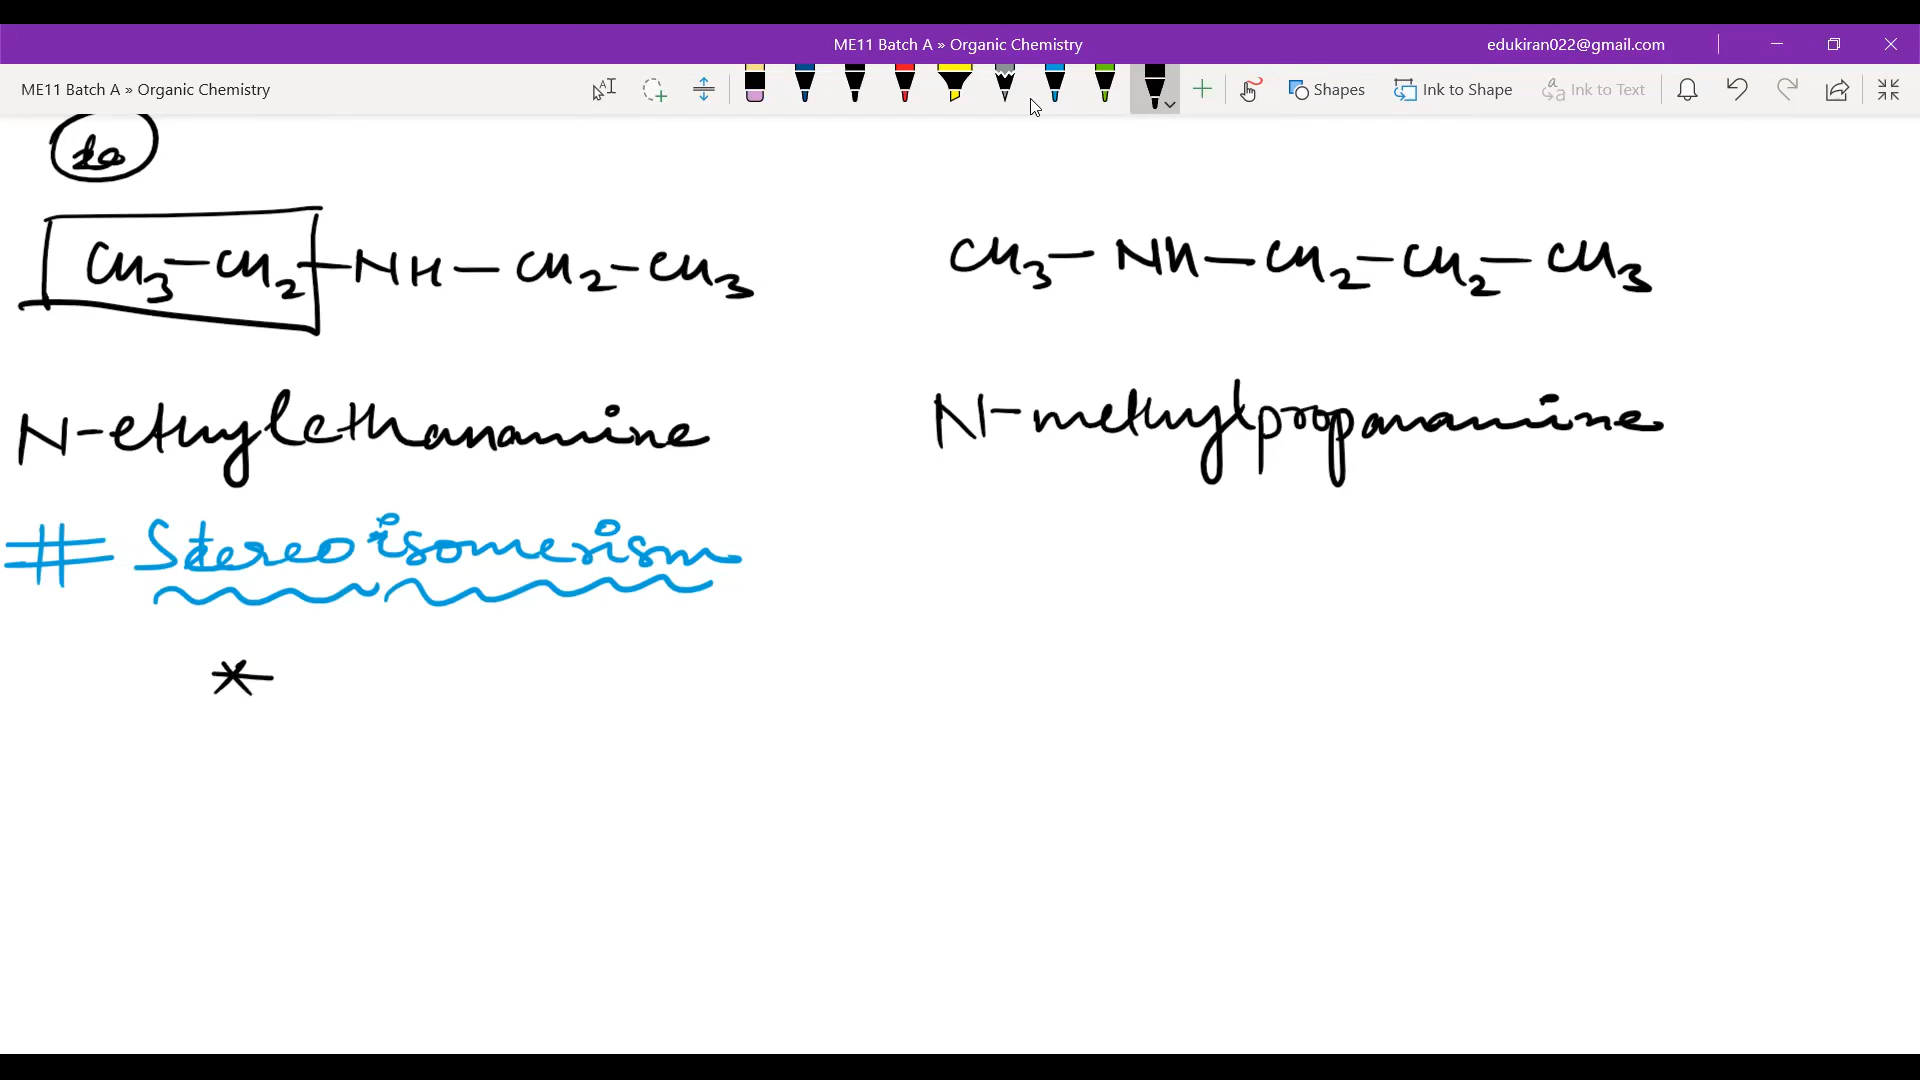 ME11 Batch A » Organic Chemistry
edukiran022@gmail.com
ME11 Batch A » Organic Chemistry
Shapes
Ink to Shape
Ink to Text
CH3-CH2-NH-CH2-CH3
CH3-Nh-CH2-CH2-CH3
N-ethylethanamine
N-methylpropanamine
# Stereoisomerism
*